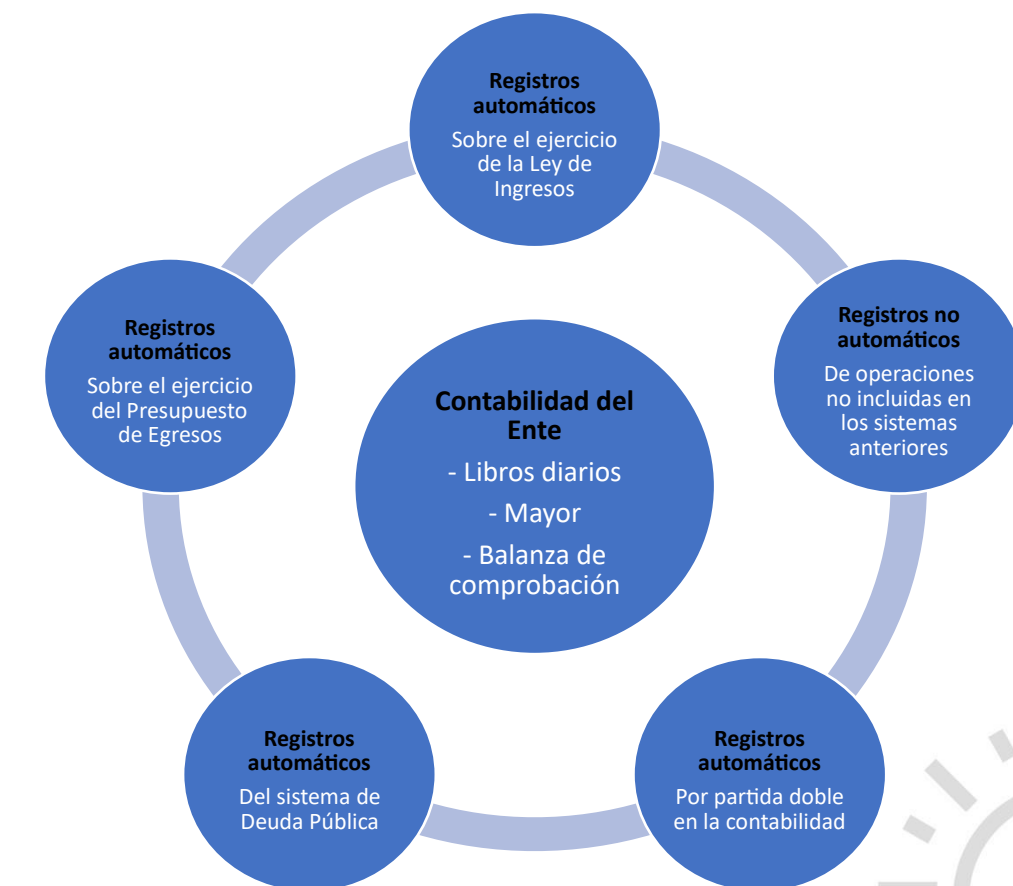 Registros
automáticos
Sobre el ejercicio
de la Ley de
Ingresos
Registros no
automáticos
De operaciones
no incluidas en
los sistemas
anteriores
Registros
automáticos
Por partida doble
en la contabilidad
Registros
automáticos
Del sistema de
Deuda Pública
Registros
automáticos
Sobre el ejercicio
del Presupuesto
de Egresos
Contabilidad del
Ente
- Libros diarios
- Mayor
- Balanza de
comprobación